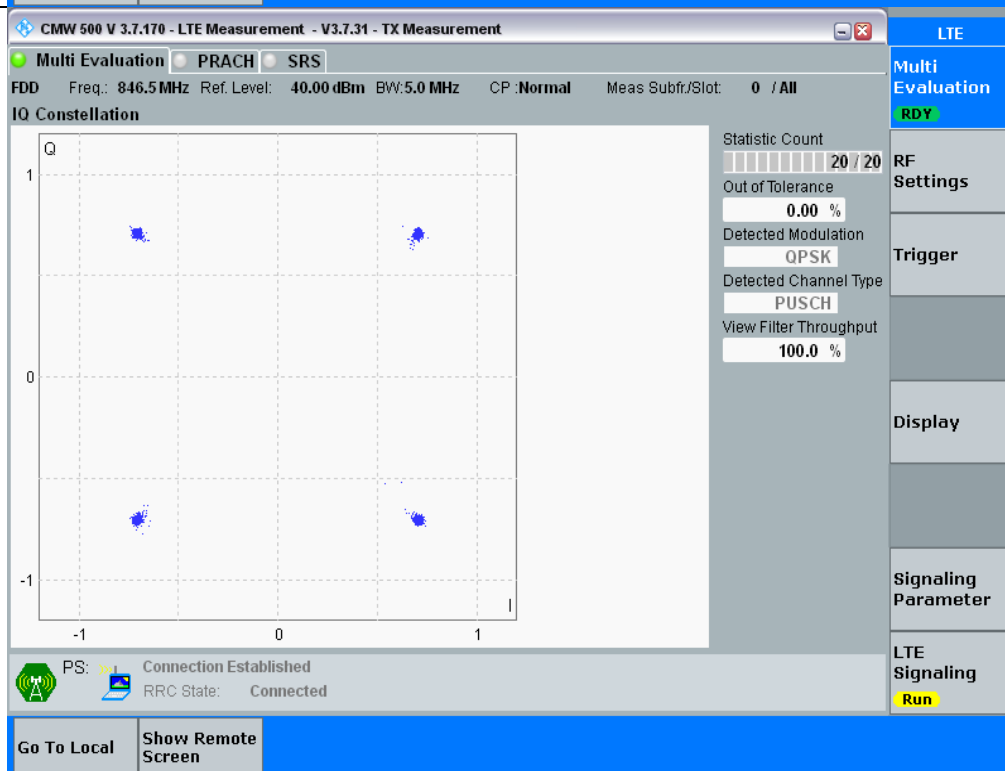 CMW 500 V 3.7.170 - LTE Measurement - V3.7.31 - TX Measurement
LTE
Multi Evaluation PRACH SRS
FDD Freq.: 846.5 MHz Ref. Level: 40.00 dBm BW:5.0 MHz CP :Normal Meas Subfr./Slot: 0 / All
IQ Constellation
Q
1
0
-1
-1 0 1
I
Statistic Count
20 / 20
Out of Tolerance
0.00 %
Detected Modulation
QPSK
Detected Channel Type
PUSCH
View Filter Throughput
100.0 %
Multi
Evaluation
RDY
RF
Settings
Trigger
Display
Signaling
Parameter
LTE
Signaling
Run
PS: Connection Established
RRC State: Connected
Go To Local
Show Remote
Screen